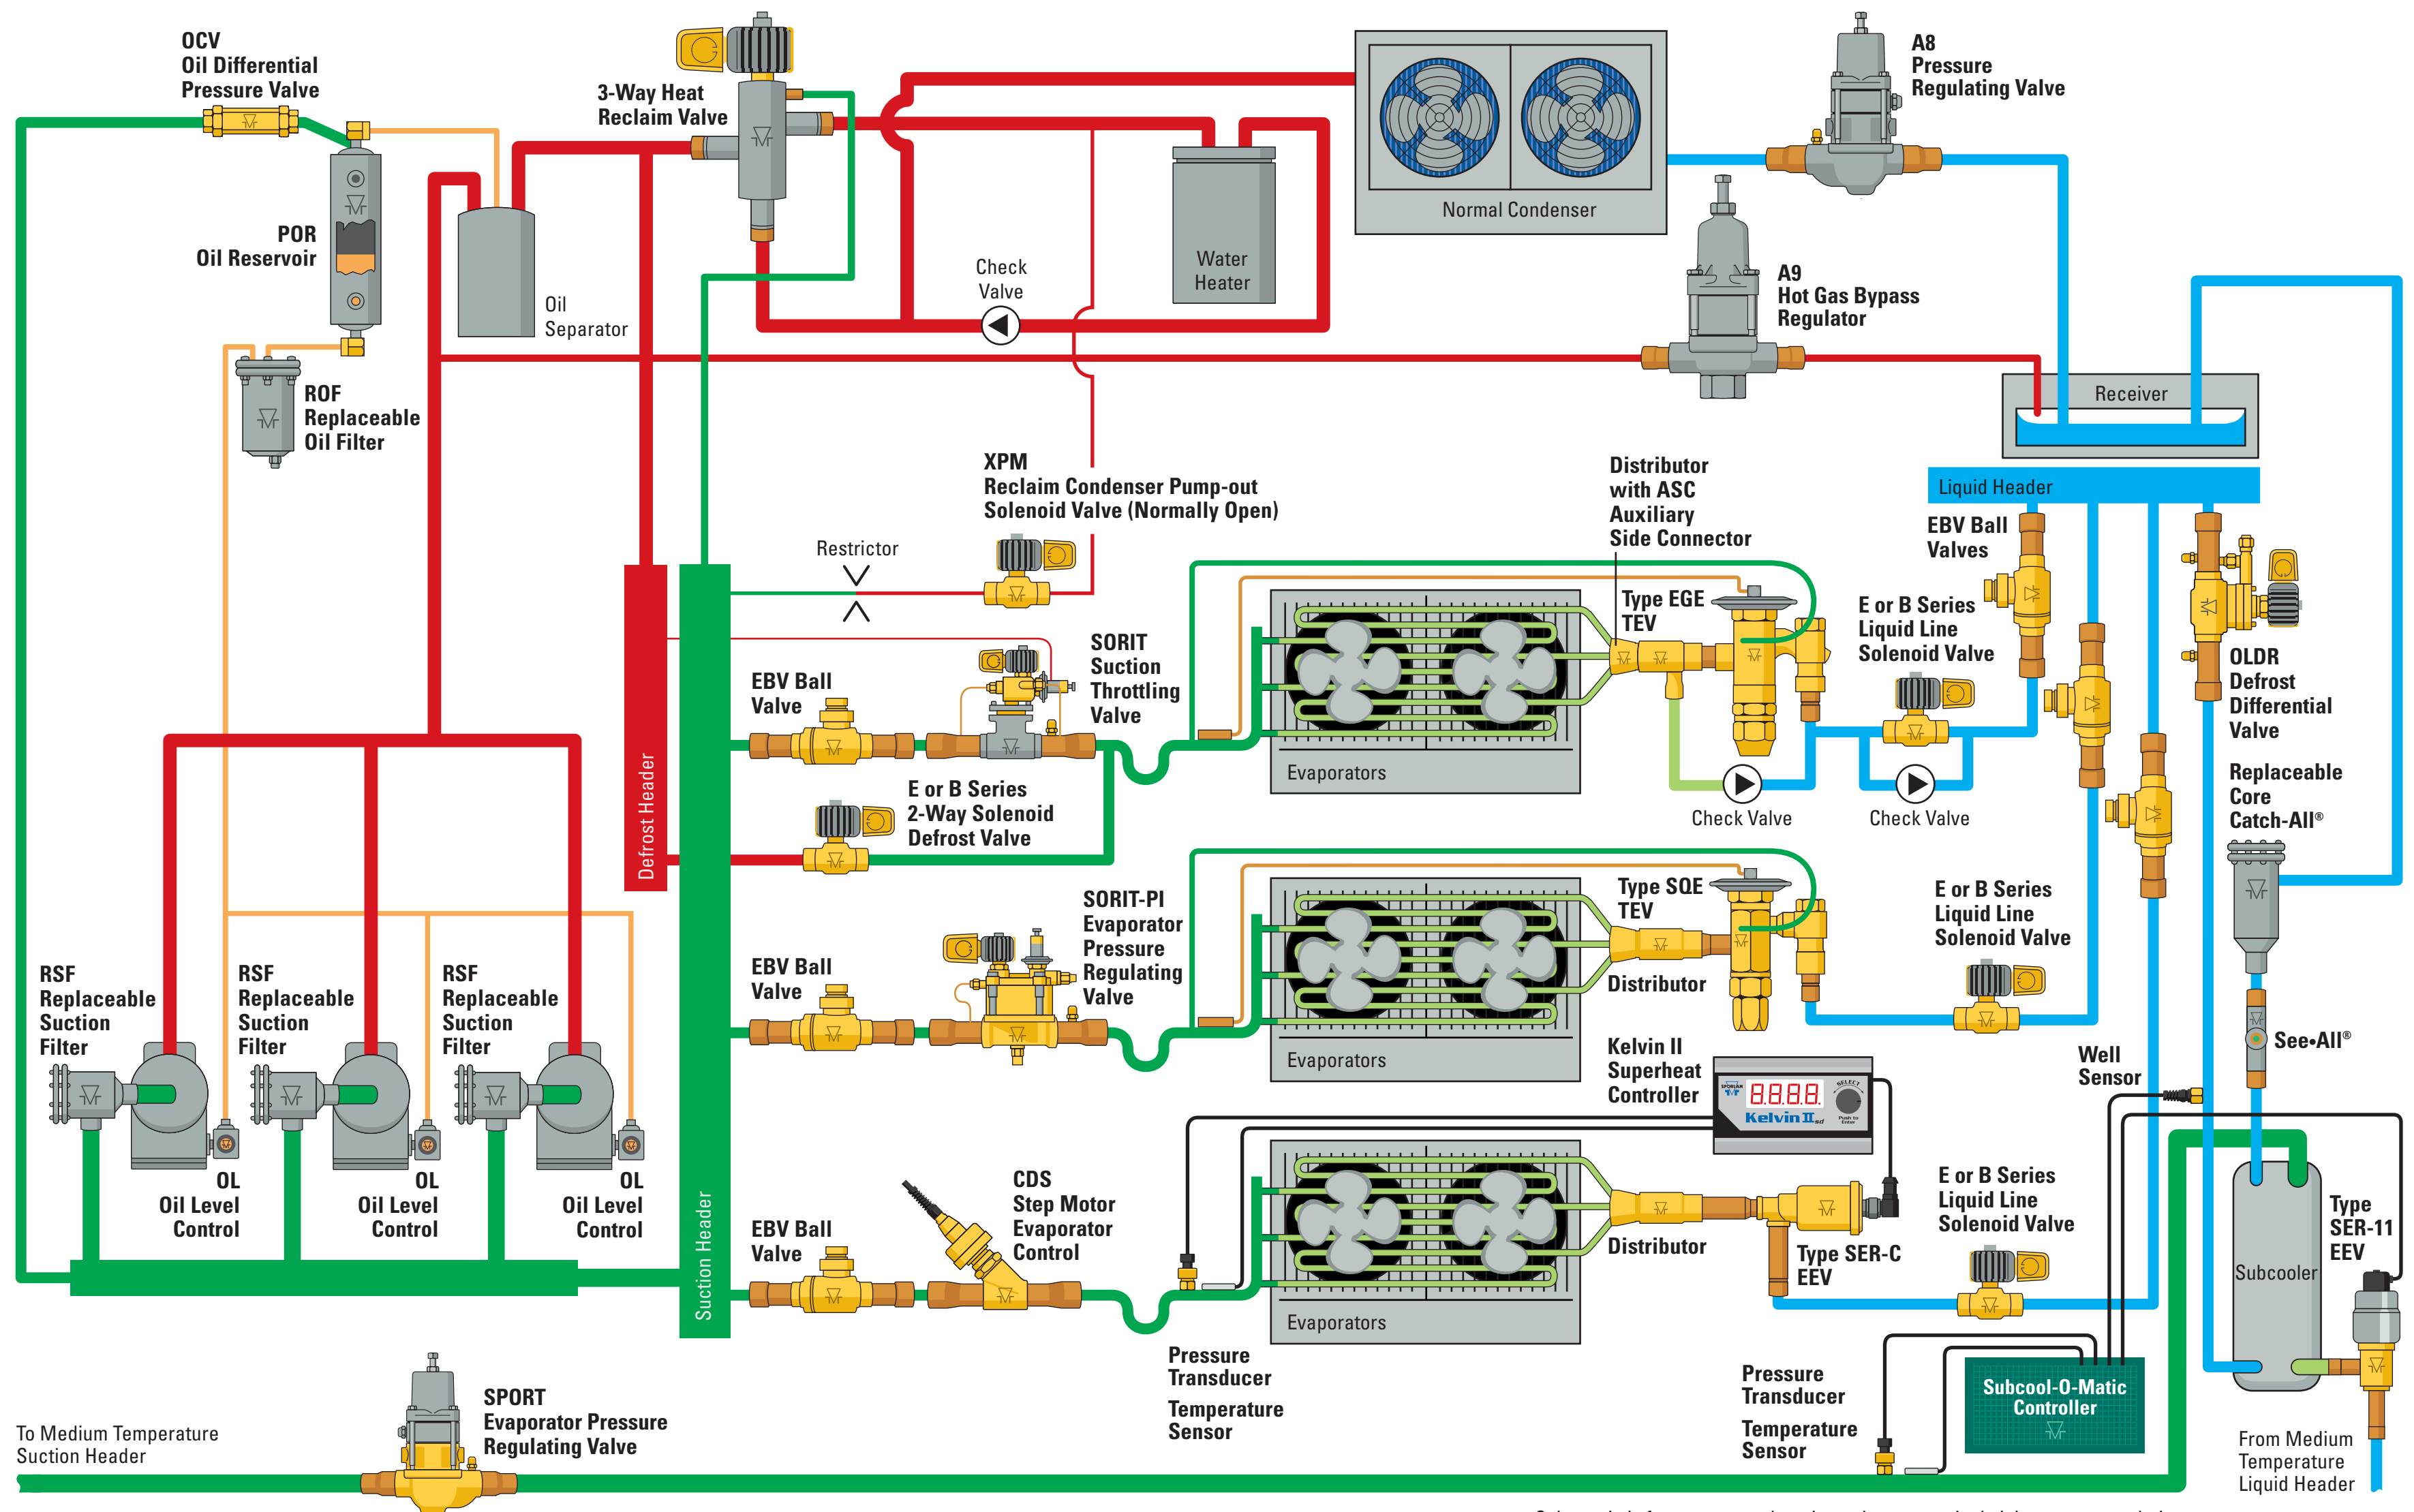 OCV
Oil Differential
Pressure Valve
3-Way Heat
Reclaim Valve
A8
Pressure
Regulating Valve
Normal Condenser
POR
Oil Reservoir
Oil
Separator
Check
Valve
Water
Heater
A9
Hot Gas Bypass
Regulator
ROF
Replaceable
Oil Filter
Receiver
Liquid Header
XPM
Reclaim Condenser Pump-out
Solenoid Valve (Normally Open)
Restrictor
Distributor
with ASC
Auxiliary
Side Connector
EBV Ball
Valves
Type EGE
TEV
E or B Series
Liquid Line
Solenoid Valve
SORIT
Suction
Throttling
Valve
EBV Ball
Valve
OLDR
Defrost
Differential
Valve
Evaporators
Check Valve
Check Valve
Defrost Header
E or B Series
2-Way Solenoid
Defrost Valve
Replaceable
Core
Catch-All®
SORIT-PI
Evaporator
Pressure
Regulating
Valve
EBV Ball
Valve
Type SQE
TEV
Distributor
E or B Series
Liquid Line
Solenoid Valve
RSF
Replaceable
Suction
Filter
RSF
Replaceable
Suction
Filter
RSF
Replaceable
Suction
Filter
Evaporators
Kelvin II
Superheat
Controller
SPORLAN
8.8.8.8.
SELECT
Kelvin II sd
Push to
Enter
Well
Sensor
See•All®
OL
Oil Level
Control
OL
Oil Level
Control
OL
Oil Level
Control
Suction Header
EBV Ball
Valve
CDS
Step Motor
Evaporator
Control
Distributor
Type SER-C
EEV
E or B Series
Liquid Line
Solenoid Valve
Type
SER-11
EEV
Subcooler
Evaporators
Pressure
Transducer
Temperature
Sensor
Pressure
Transducer
Temperature
Sensor
Subcool-O-Matic
Controller
SPORT
Evaporator Pressure
Regulating Valve
To Medium Temperature
Suction Header
From Medium
Temperature
Liquid Header